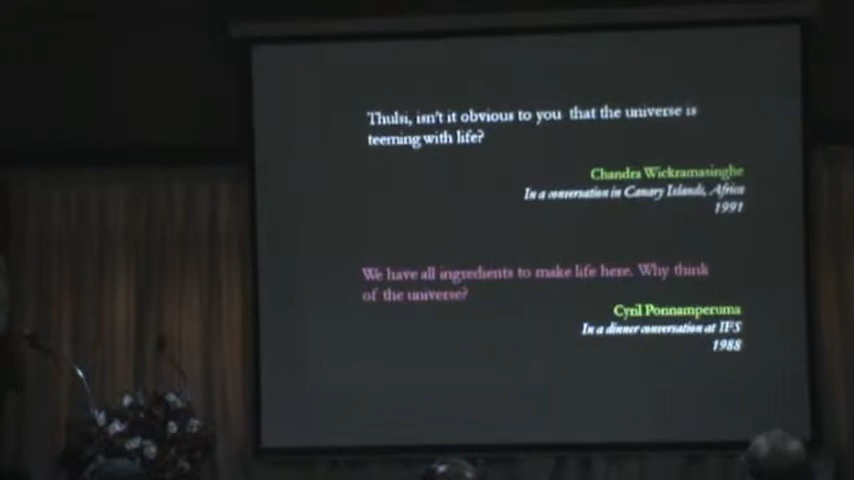 Thulsi, isn't it obvious to you that the universe is
teeming with life?
Chandra Wickramasinghe
In a conversation in Canary Islands, Africa
1991
We have all ingredients to make life here. Why think
of the universe?
Cyril Ponnamperuma
In a dinner conversation at IFS
1988